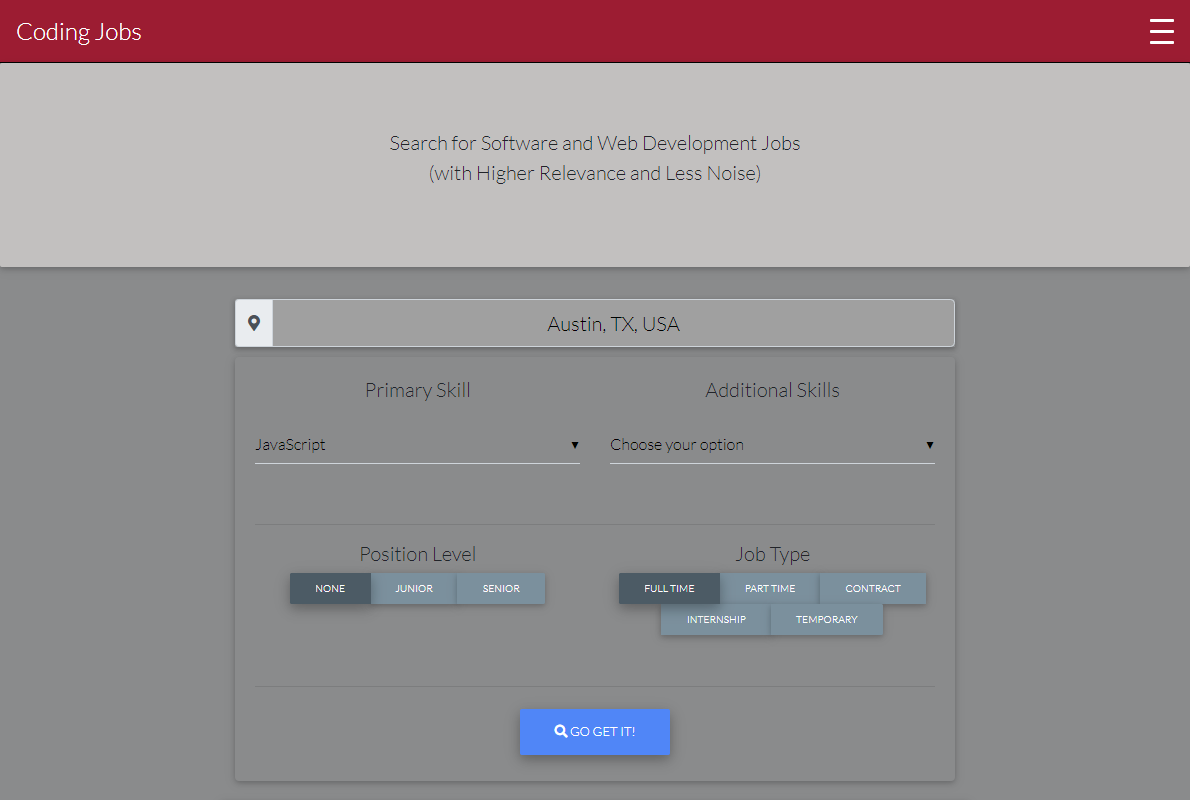 Coding Jobs
Search for Software and Web Development Jobs
(with Higher Relevance and Less Noise)
Austin, TX, USA
Primary Skill
Additional Skills
JavaScript
Choose your option
Position Level
Job Type
NONE JUNIOR SENIOR
FULL TIME PART TIME CONTRACT
INTERNSHIP TEMPORARY
GO GET IT!